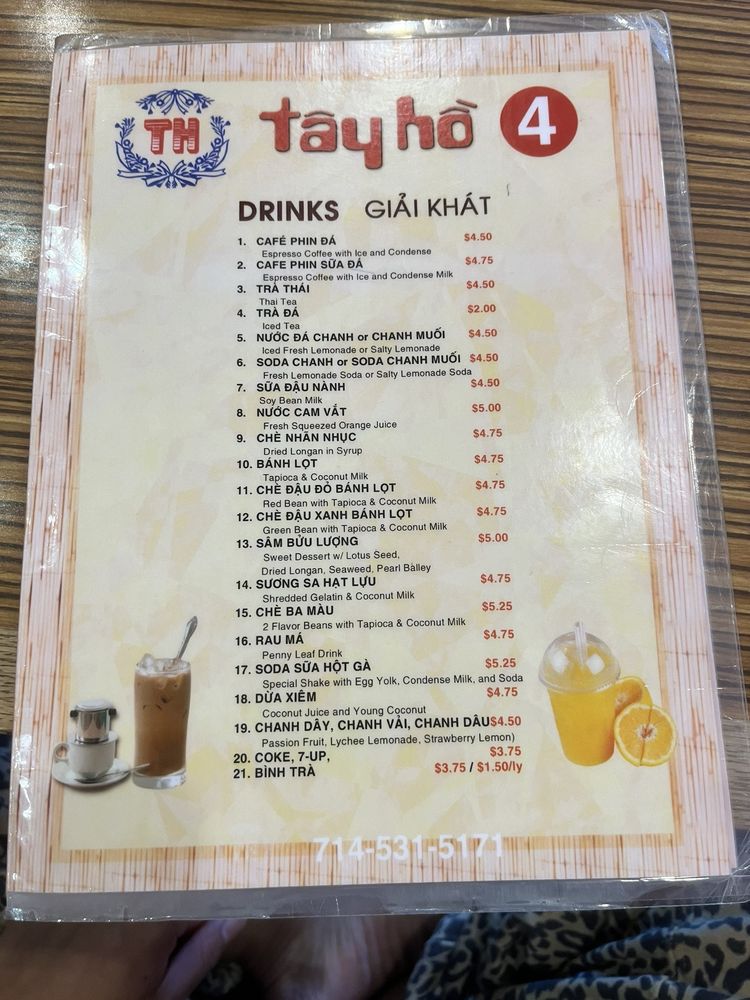 TH
tây hồ 4
DRINKS GIẢI KHÁT
1. CAFÉ PHIN ĐÁ $4.50
Espresso Coffee with Ice and Condense
2. CAFE PHIN SỮA ĐÁ $4.75
Espresso Coffee with Ice and Condense Milk
3. TRÀ THÁI $4.50
Thai Tea
4. TRÀ ĐÁ $2.00
Iced Tea
5. NƯỚC ĐÁ CHANH or CHANH MUỐI $4.50
Iced Fresh Lemonade or Salty Lemonade
6. SODA CHANH or SODA CHANH MUỐI $4.50
Fresh Lemonade Soda or Salty Lemonade Soda
7. SỮA ĐẬU NÀNH $4.50
Soy Bean Milk
8. NƯỚC CAM VẮT $5.00
Fresh Squeezed Orange Juice
9. CHÈ NHÃN NHỤC $4.75
Dried Longan in Syrup
10. BÁNH LỌT $4.75
Tapioca & Coconut Milk
11. CHÈ ĐẬU ĐỎ BÁNH LỌT $4.75
Red Bean with Tapioca & Coconut Milk
12. CHÈ ĐẬU XANH BÁNH LỌT $4.75
Green Bean with Tapioca & Coconut Milk
13. SÂM BỬU LƯỢNG $5.00
Sweet Dessert w/ Lotus Seed,
Dried Longan, Seaweed, Pearl Balley
14. SƯƠNG SA HẠT LỰU $4.75
Shredded Gelatin & Coconut Milk
15. CHÈ BA MÀU $5.25
2 Flavor Beans with Tapioca & Coconut Milk
16. RAU MÁ $4.75
Penny Leaf Drink
17. SODA SỮA HỘT GÀ $5.25
Special Shake with Egg Yolk, Condense Milk, and Soda
18. DỪA XIÊM $4.75
Coconut Juice and Young Coconut
19. CHANH DÂY, CHANH VẢI, CHANH DÂU $4.50
Passion Fruit, Lychee Lemonade, Strawberry Lemon)
20. COKE, 7-UP, $3.75
21. BÌNH TRÀ $3.75 / $1.50/ly
714-531-5171